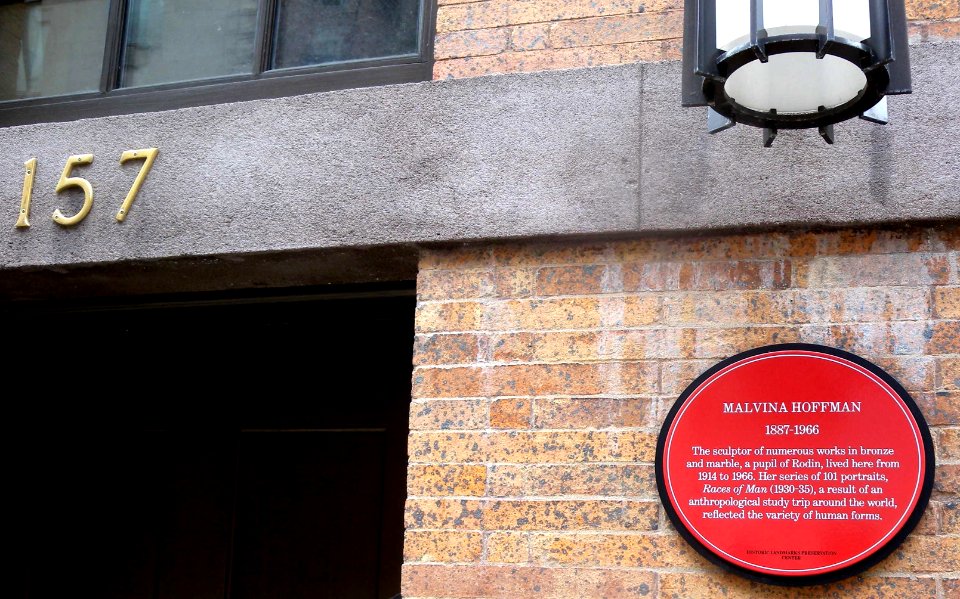 157
MALVINA HOFFMAN
1887-1966
The sculptor of numerous works in bronze
and marble, a pupil of Rodin, lived here from
1914 to 1966. Her series of 101 portraits,
Races of Man (1930-35), a result of an
anthropological study trip around the world,
reflected the variety of human forms.
HISTORIC LANDMARKS PRESERVATION
CENTER